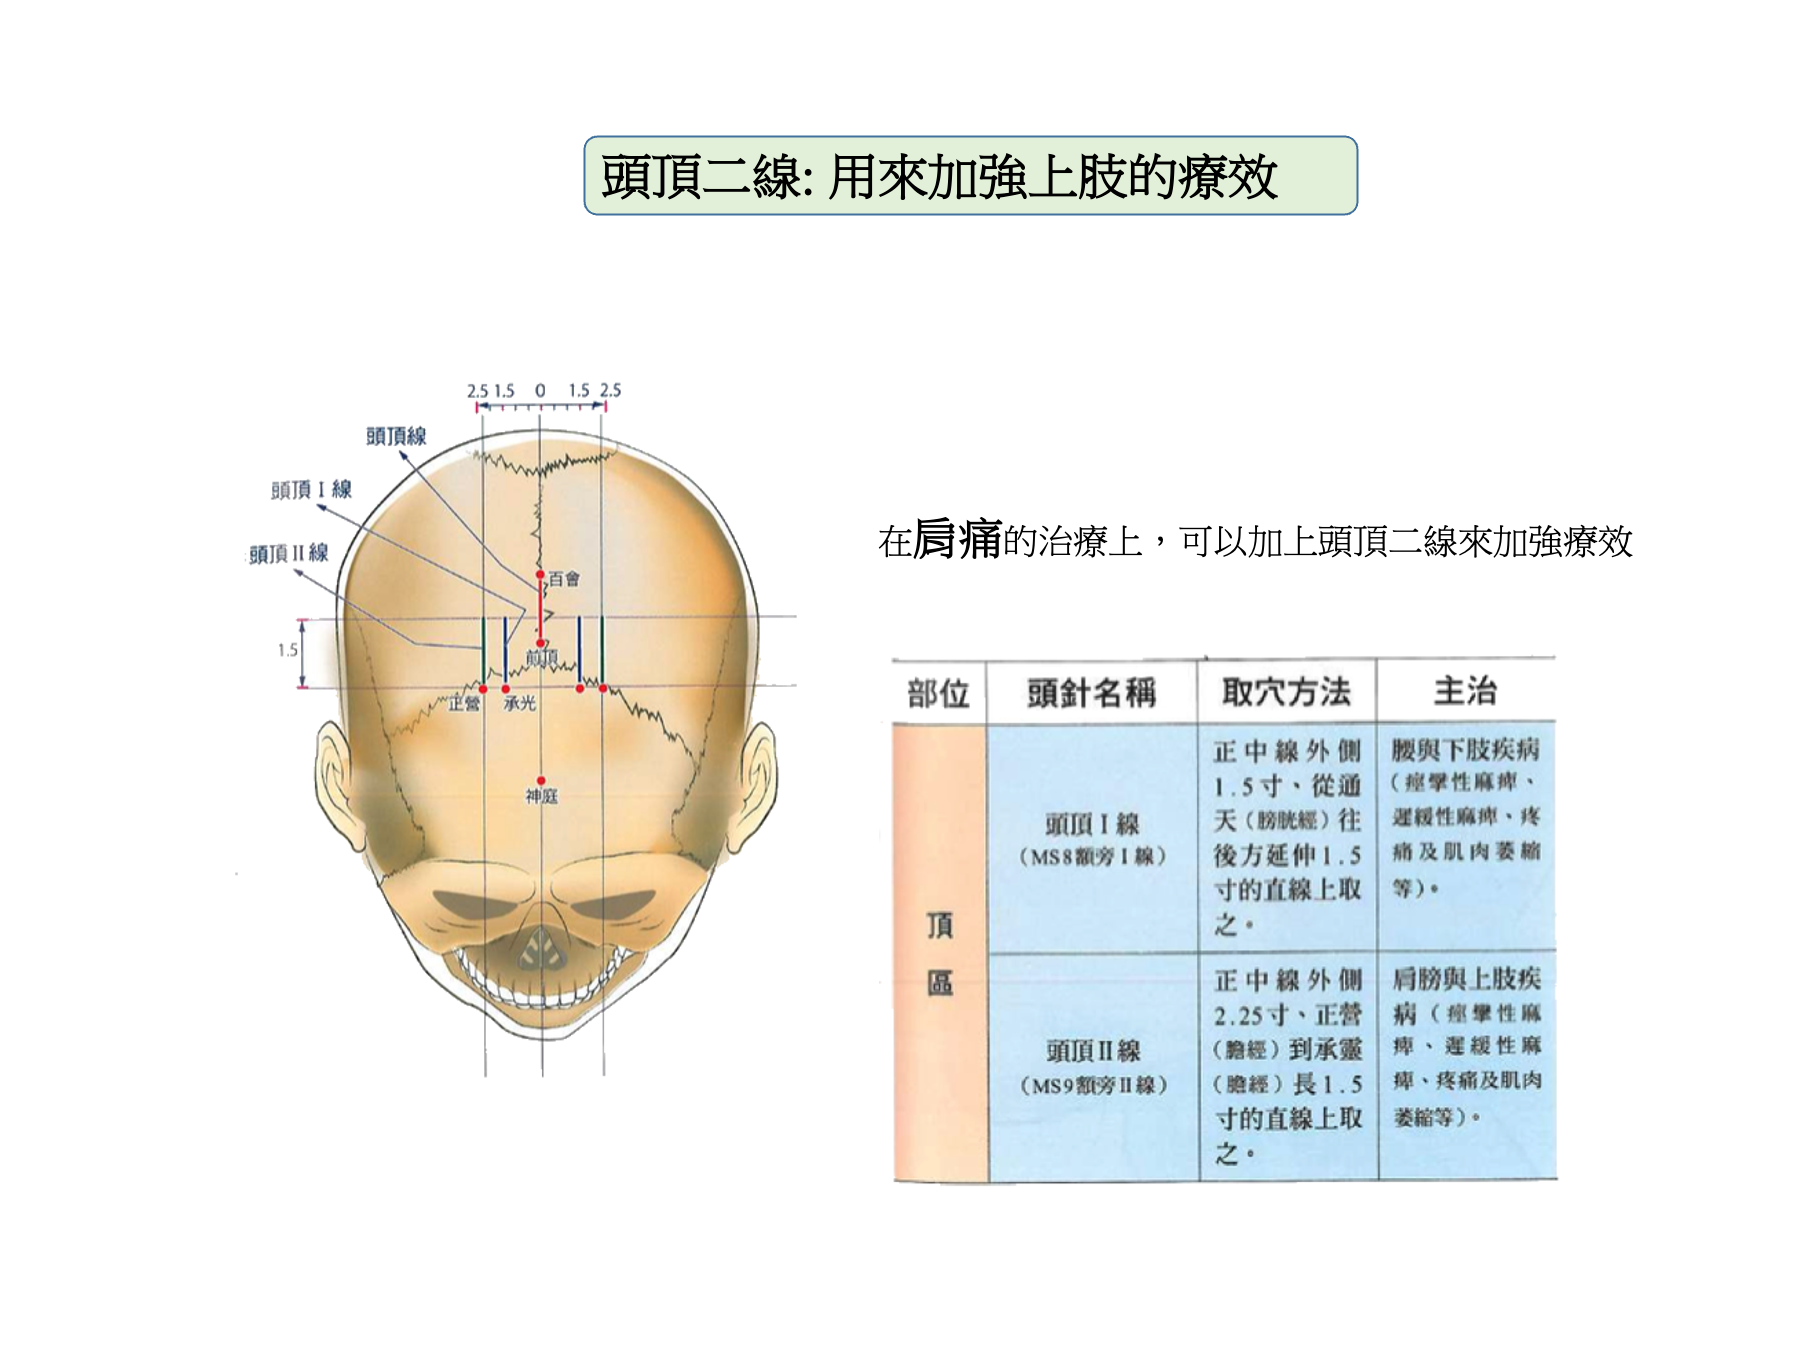 頭頂二線: 用來加強上肢的療效
2.5 1.5 0 1.5 2.5
頭頂線
頭頂 I 線
頭頂 II 線
百會
1.5
前頂
正營
承光
神庭
在肩痛的治療上，可以加上頭頂二線來加強療效
部位
頭針名稱
取穴方法
主治
頂
區
頭頂 I 線
(MS8額旁 I 線)
正中線外側
1.5寸、從通
天(膀胱經)往
後方延伸1.5
寸的直線上取
之。
腰與下肢疾病
(痙攣性麻痺、
遲緩性麻痺、疼
痛及肌肉萎縮
等)。
頭頂 II 線
(MS9額旁 II 線)
正中線外側
2.25寸、正營
(膽經)到承靈
(膽經)長1.5
寸的直線上取
之。
肩膀與上肢疾
病(痙攣性麻
痺、遲緩性麻
痺、疼痛及肌肉
萎縮等)。